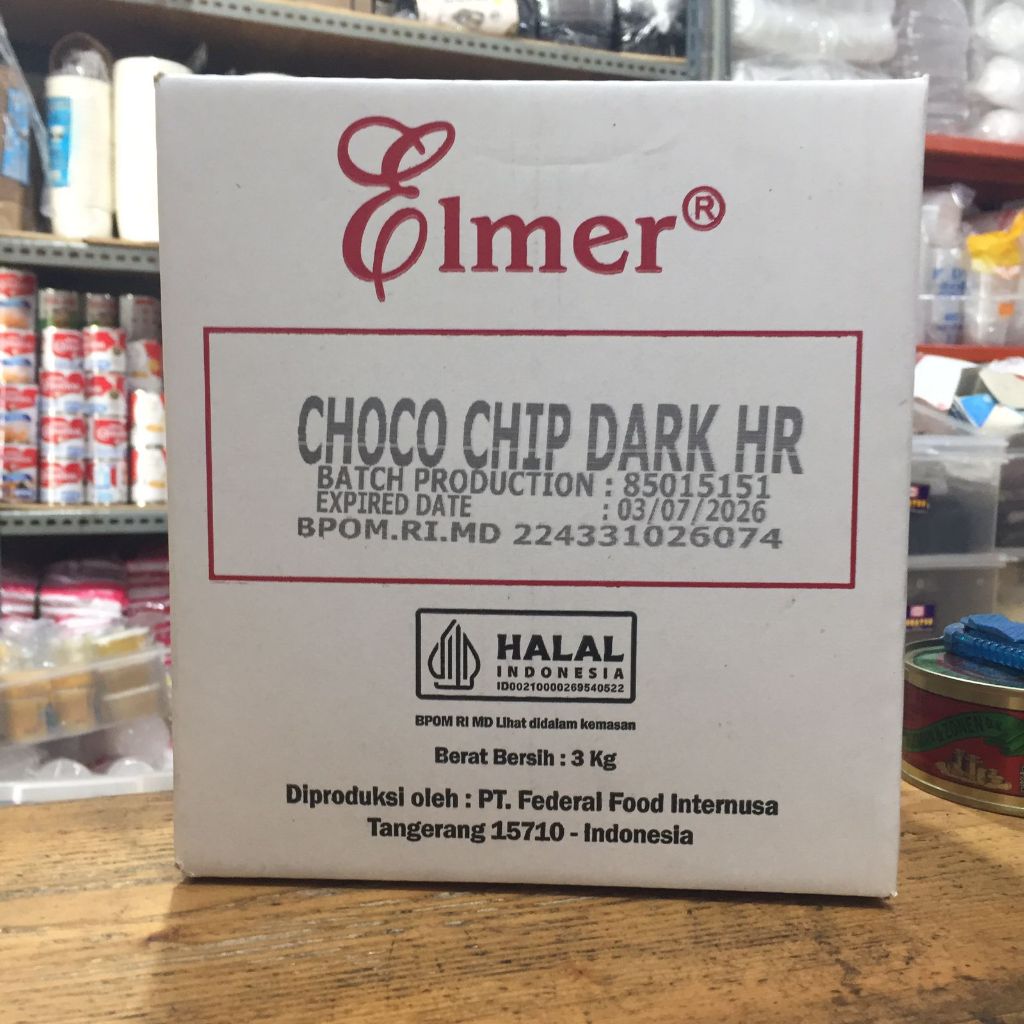 Elmer®
CHOCO CHIP DARK HR
BATCH PRODUCTION : 85015151
EXPIRED DATE : 03/07/2026
BPOM.RI.MD 224331026074
HALAL
INDONESIA
ID00210000269540522
BPOM RI MD Lihat didalam kemasan
Berat Bersih : 3 Kg
Diproduksi oleh : PT. Federal Food Internusa
Tangerang 15710 - Indonesia